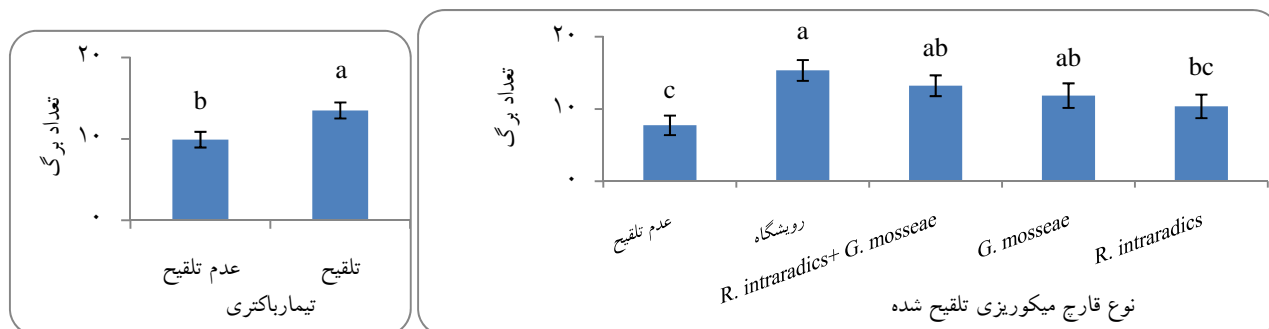 تعداد برگ
۲۰
۱۰
۰
b
a
عدم تلقیح
تلقیح
تیمارباکتری
تعداد برگ
۲۰
۱۰
۰
c
a
ab
ab
bc
عدم تلقیح
رویشگاه
R. intraradics+ G. mosseae
G. mosseae
R. intraradics
نوع قارچ میکوریزی تلقیح شده